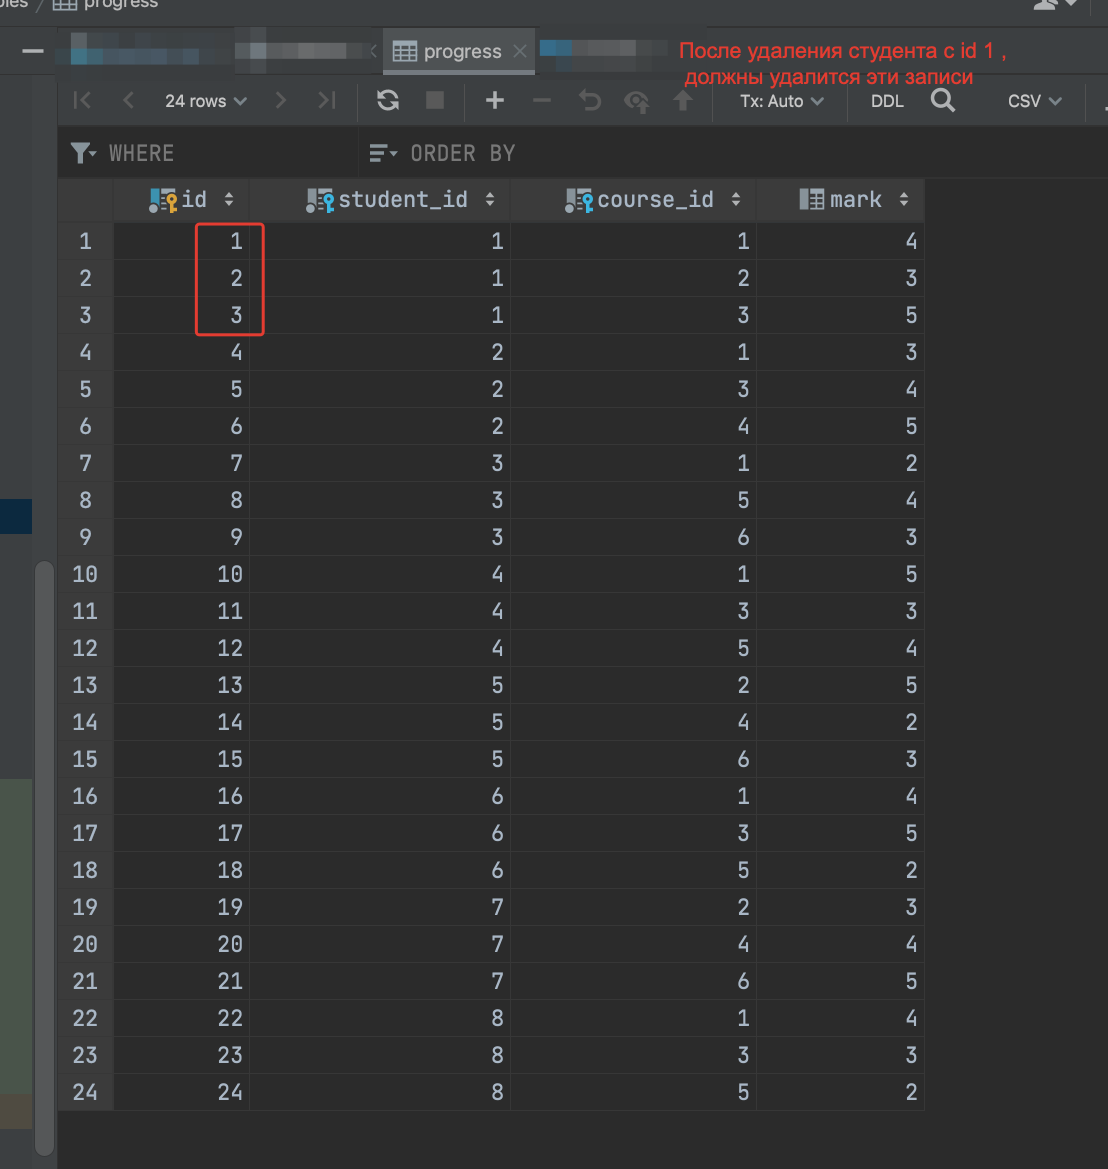 progress
progress
После удаления студента с id 1 ,
должны удалится эти записи
24 rows
Tx: Auto
DDL
CSV
WHERE
ORDER BY
id student_id course_id mark
1 1 1 1 4
2 2 1 2 3
3 3 1 3 5
4 4 2 1 3
5 5 2 3 4
6 6 2 4 5
7 7 3 1 2
8 8 3 5 4
9 9 3 6 3
10 10 4 1 5
11 11 4 3 3
12 12 4 5 4
13 13 5 2 5
14 14 5 4 2
15 15 5 6 3
16 16 6 1 4
17 17 6 3 5
18 18 6 5 2
19 19 7 2 3
20 20 7 4 4
21 21 7 6 5
22 22 8 1 4
23 23 8 3 3
24 24 8 5 2